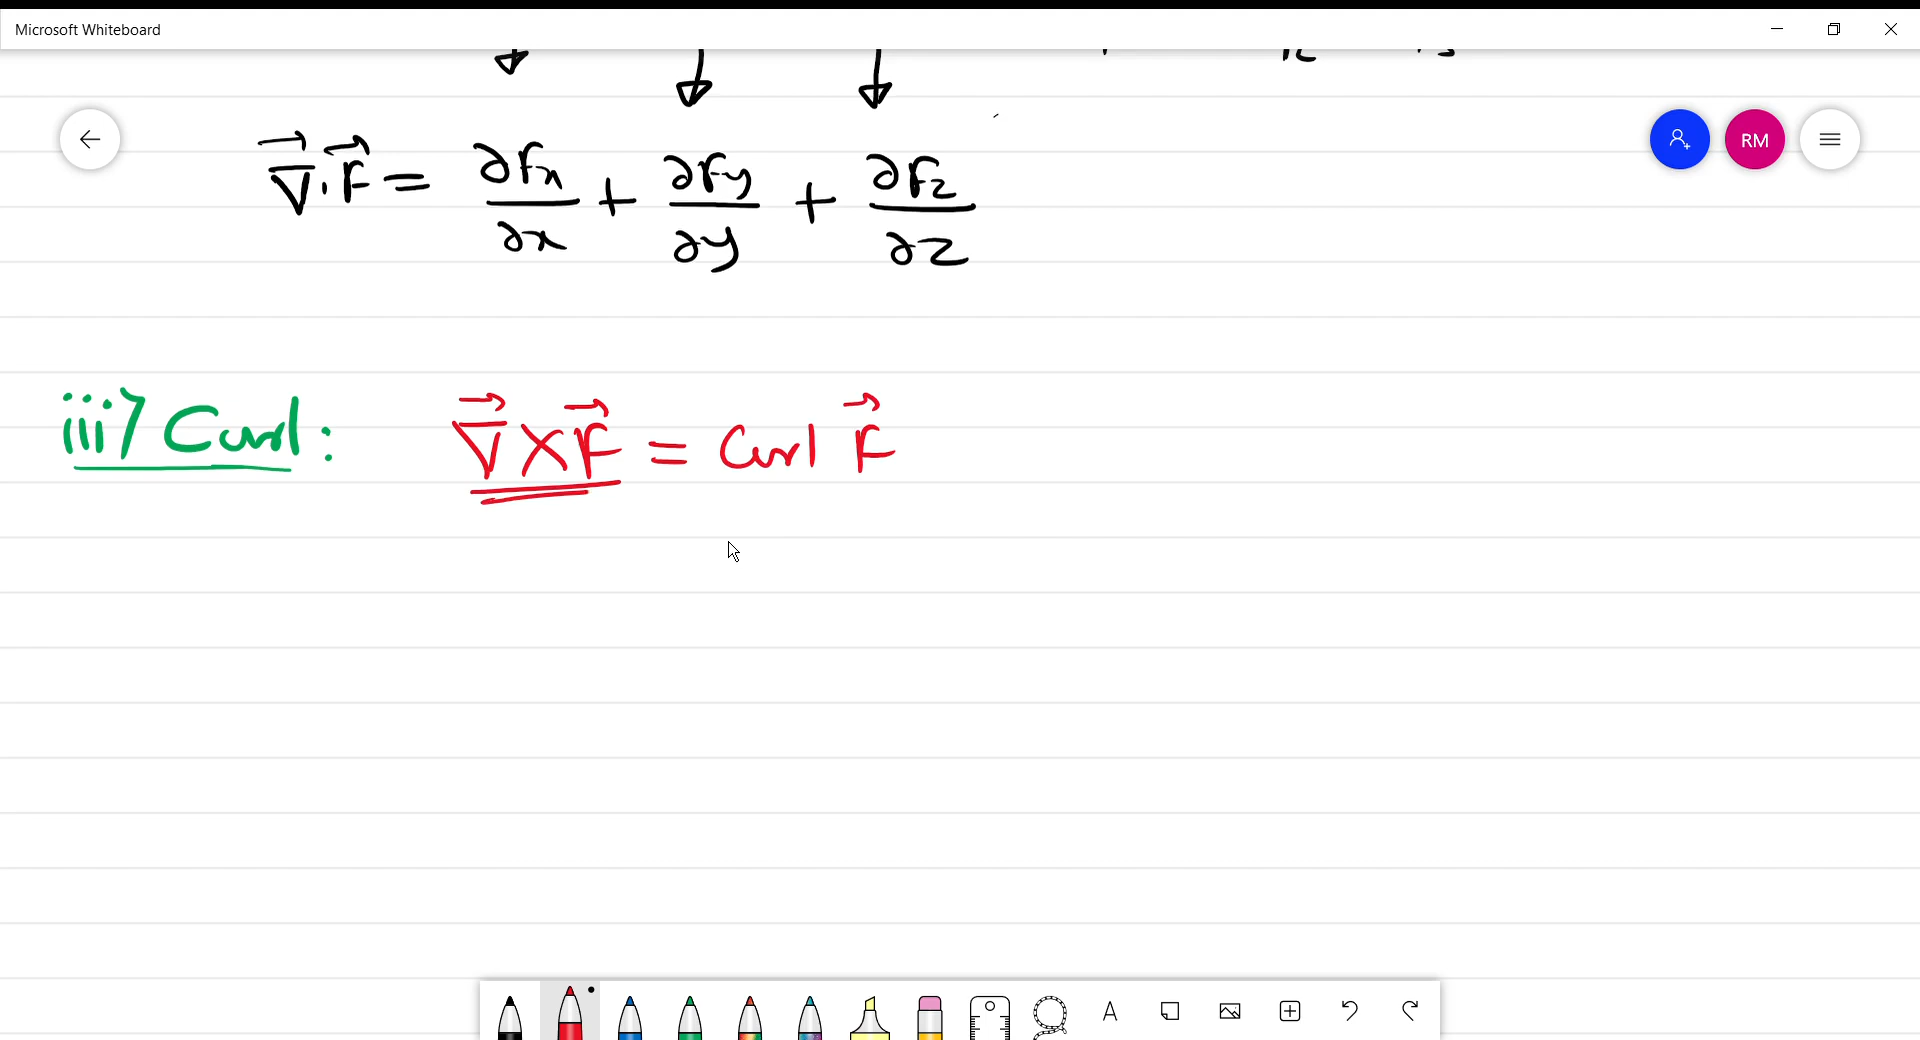 Microsoft Whiteboard
∇⃗·F⃗ = ∂Fx/∂x + ∂Fy/∂y + ∂Fz/∂z
RM
iii) Curl: ∇⃗ × F⃗ = Curl F⃗
A